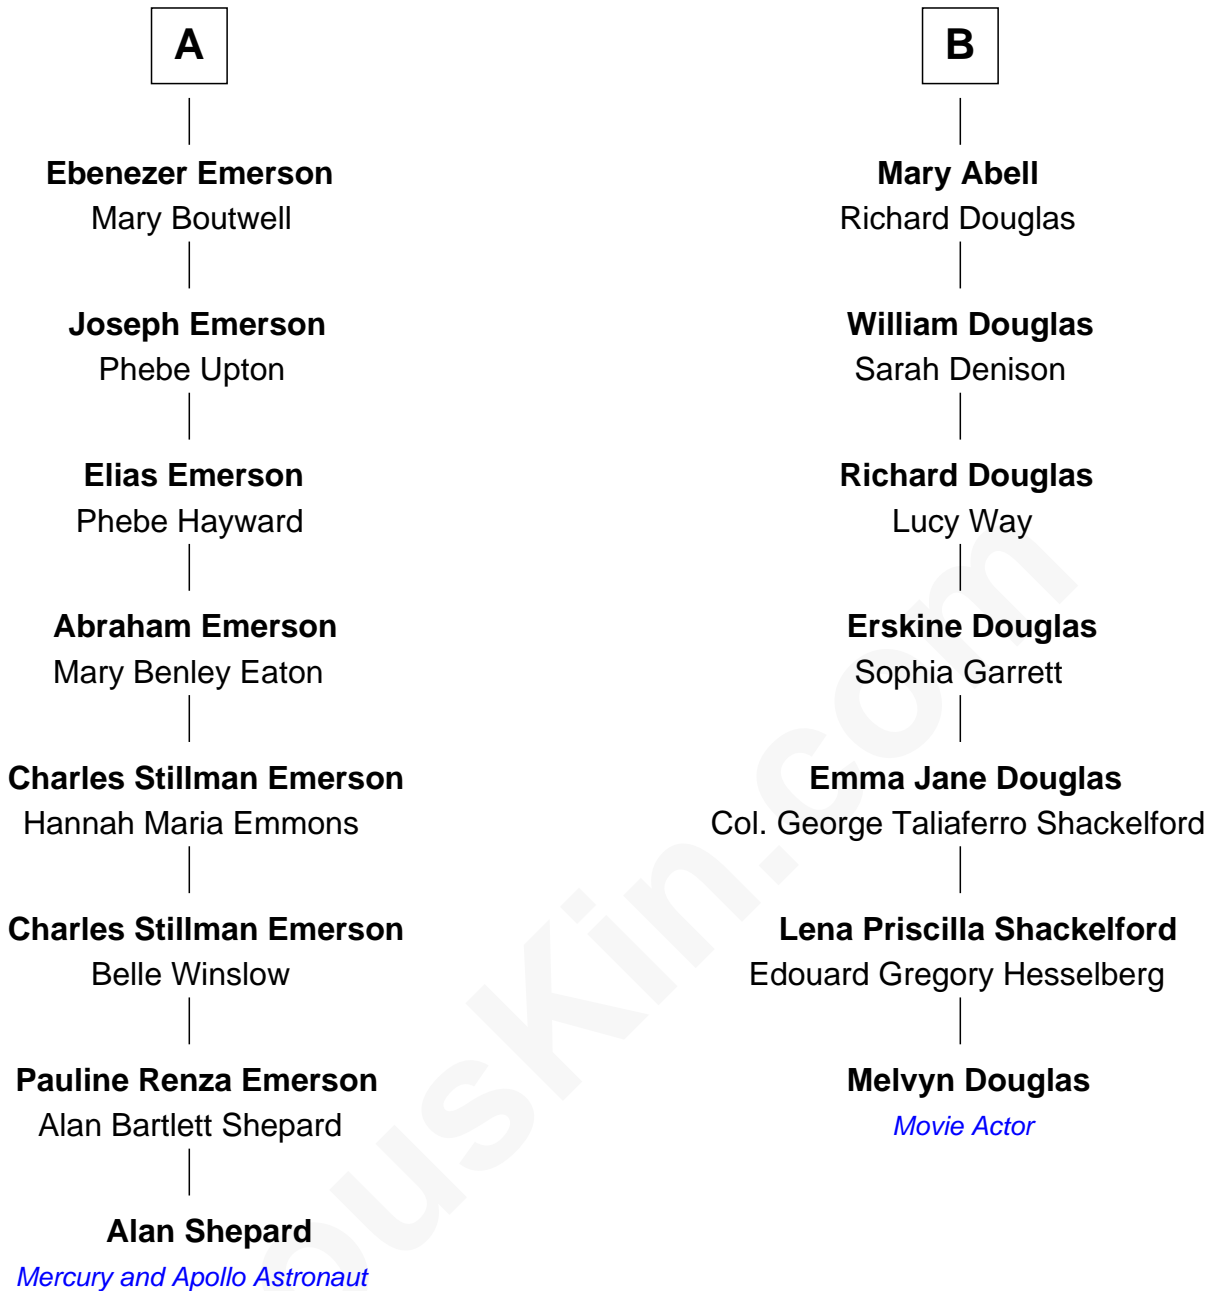 A
Ebenezer Emerson
Mary Boutwell
Joseph Emerson
Phebe Upton
Elias Emerson
Phebe Hayward
Abraham Emerson
Mary Benley Eaton
Charles Stillman Emerson
Hannah Maria Emmons
Charles Stillman Emerson
Belle Winslow
Pauline Renza Emerson
Alan Bartlett Shepard
Alan Shepard
Mercury and Apollo Astronaut
B
Mary Abell
Richard Douglas
William Douglas
Sarah Denison
Richard Douglas
Lucy Way
Erskine Douglas
Sophia Garrett
Emma Jane Douglas
Col. George Taliaferro Shackelford
Lena Priscilla Shackelford
Edouard Gregory Hesselberg
Melvyn Douglas
Movie Actor
ousKin.com